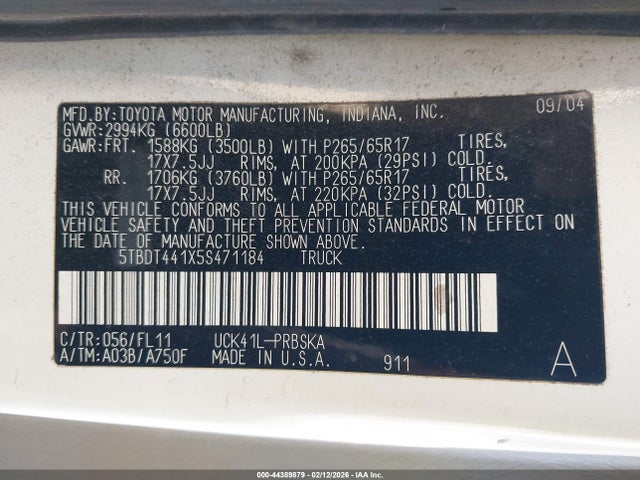 MFD.BY:TOYOTA MOTOR MANUFACTURING, INDIANA, INC. 09/04
GVWR:2994KG (6600LB)
GAWR:FRT. 1588KG (3500LB) WITH P265/65R17 TIRES,
17X7.5JJ RIMS, AT 200KPA (29PSI) COLD.
RR. 1706KG (3760LB) WITH P265/65R17 TIRES,
17X7.5JJ RIMS, AT 220KPA (32PSI) COLD.
THIS VEHICLE CONFORMS TO ALL APPLICABLE FEDERAL MOTOR
VEHICLE SAFETY AND THEFT PREVENTION STANDARDS IN EFFECT ON
THE DATE OF MANUFACTURE SHOWN ABOVE.
5TBDT441X5S471184 TRUCK
C/TR:056/FL11 UCK41L-PRBSKA
A/TM:A03B/A750F MADE IN U.S.A. 911 A
000-44389879 - 02/12/2026 - IAA Inc.